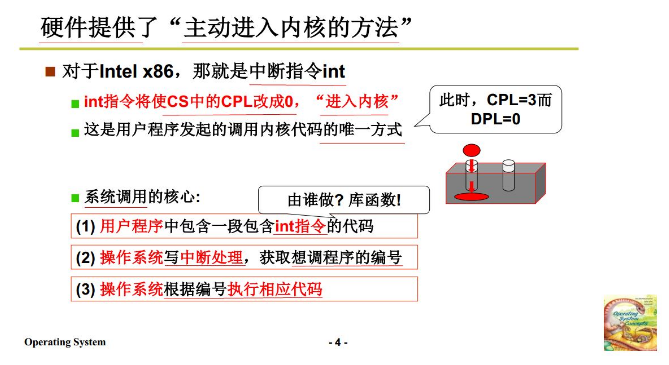 硬件提供了“主动进入内核的方法”
对于Intel x86，那就是中断指令int
int指令将使CS中的CPL改成0，“进入内核”
这是用户程序发起的调用内核代码的唯一方式
此时，CPL=3而
DPL=0
系统调用的核心:
由谁做? 库函数!
(1) 用户程序中包含一段包含int指令的代码
(2) 操作系统写中断处理，获取想调程序的编号
(3) 操作系统根据编号执行相应代码
Operating System
- 4 -
Operating
System
Concepts